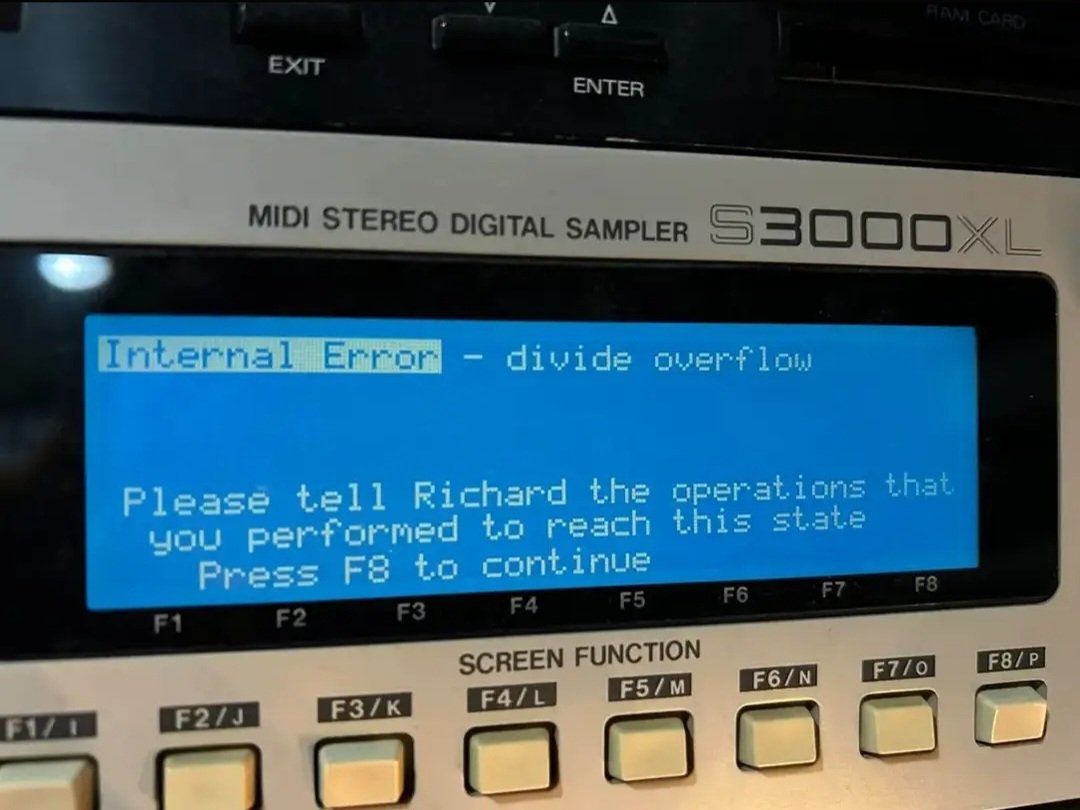 RAM CARD
EXIT
ENTER
MIDI STEREO DIGITAL SAMPLER S3000XL
Internal Error - divide overflow
Please tell Richard the operations that
you performed to reach this state
Press F8 to continue
F1 F2 F3 F4 F5 F6 F7 F8
SCREEN FUNCTION
F1/I F2/J F3/K F4/L F5/M F6/N F7/O F8/P